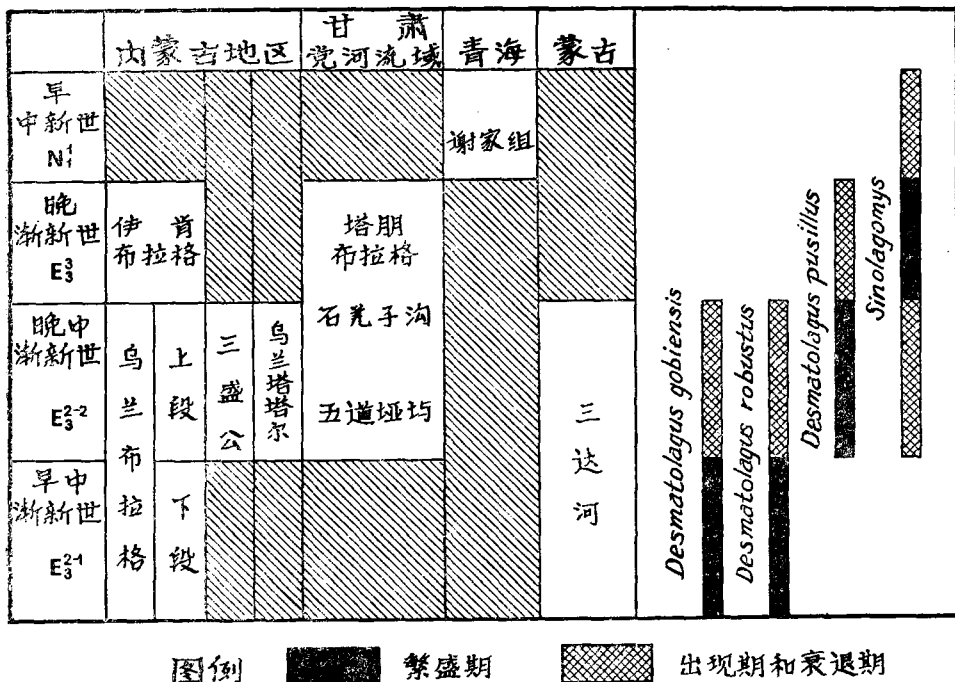 内蒙古地区
甘肃
党河流域
青海
蒙古
早
中新世
N₁¹
谢家组
晚
渐新世
E₃³
伊肯
布拉格
塔朋
布拉格
晚中
渐新世
E₃²⁻²
乌兰布拉格
上段
三盛公
乌兰塔塔尔
石羌子沟
五道垭坜
三达河
早中
渐新世
E₃²⁻¹
下段
Desmatolagus gobiensis
Desmatolagus robustus
Desmatolagus pusillus
Sinolagomys
图例
繁盛期
出现期和衰退期